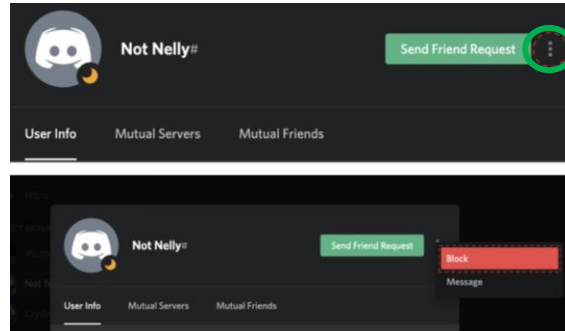 Not Nelly#
Send Friend Request
User Info Mutual Servers Mutual Friends
Not Nelly#
Send Friend Request
Block
Message
User Info Mutual Servers Mutual Friends